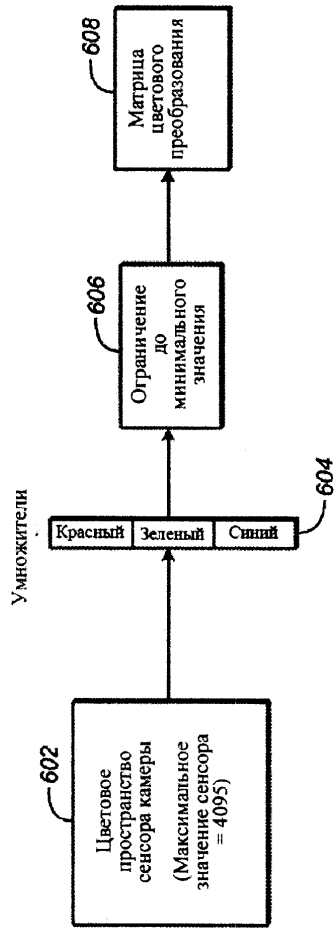 602
Цветовое
пространство
сенсора камеры
(Максимальное
значение сенсора
= 4095)
Умножители
Красный
Зеленый
Синий
604
606
Ограничение
до
минимального
значения
608
Матрица
цветового
преобразования